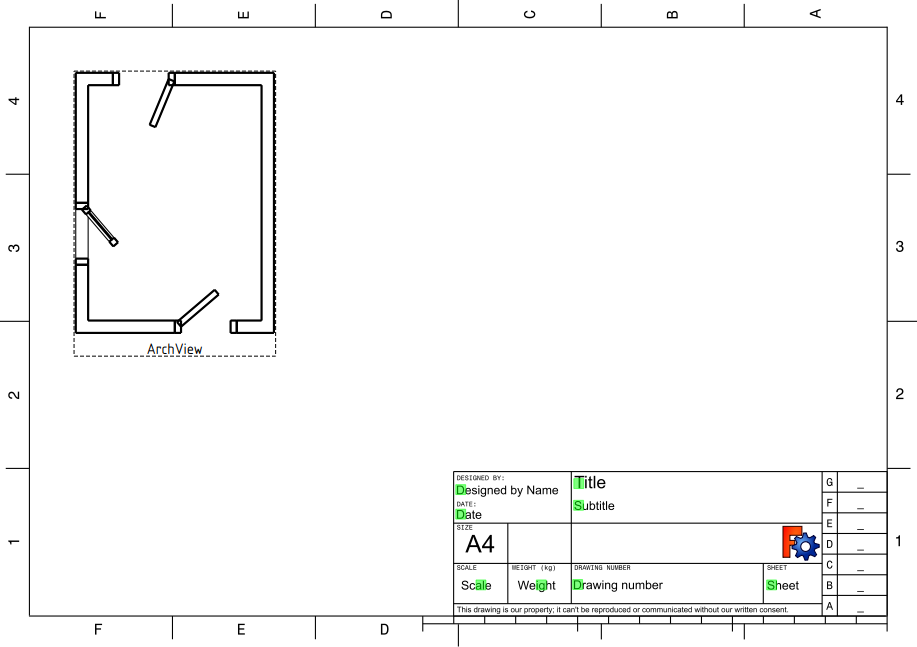 F E D C B A
4 4
3 3
2 2
1 1
ArchView
DESIGNED BY:
Designed by Name
DATE:
Date
Title
Subtitle
SIZE
A4
SCALE
Scale
WEIGHT (kg)
Weight
DRAWING NUMBER
Drawing number
SHEET
Sheet
This drawing is our property; it can't be reproduced or communicated without our written consent.
G _
F _
E _
D _
C _
B _
A _
F E D